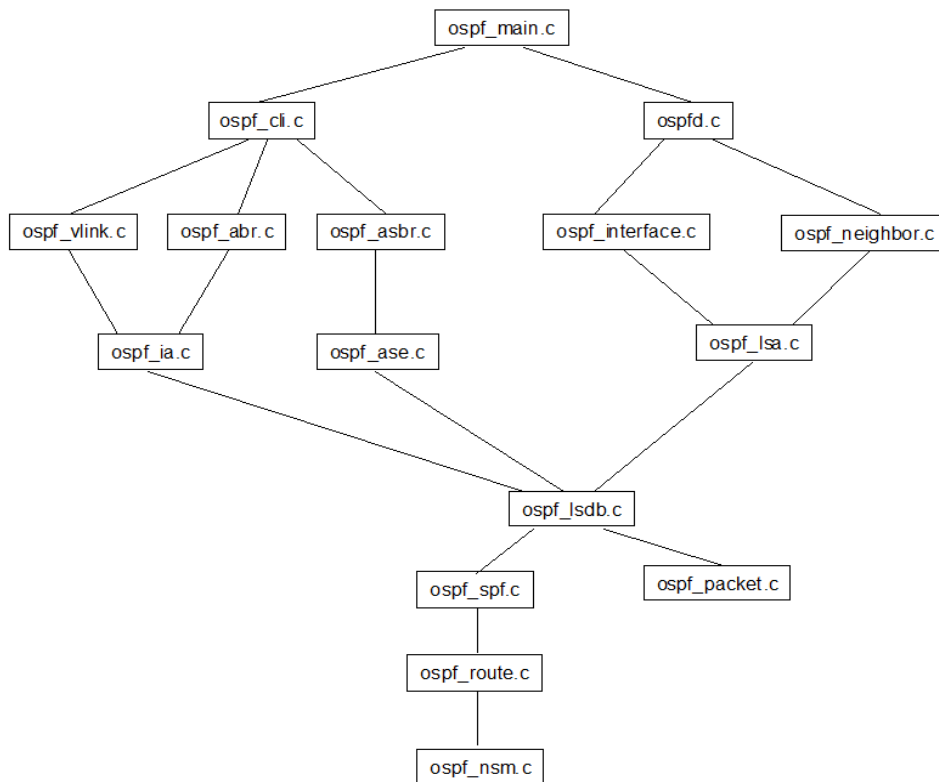 ospf_main.c
ospf_cli.c
ospfd.c
ospf_vlink.c
ospf_abr.c
ospf_asbr.c
ospf_interface.c
ospf_neighbor.c
ospf_ia.c
ospf_ase.c
ospf_lsa.c
ospf_lsdb.c
ospf_spf.c
ospf_packet.c
ospf_route.c
ospf_nsm.c